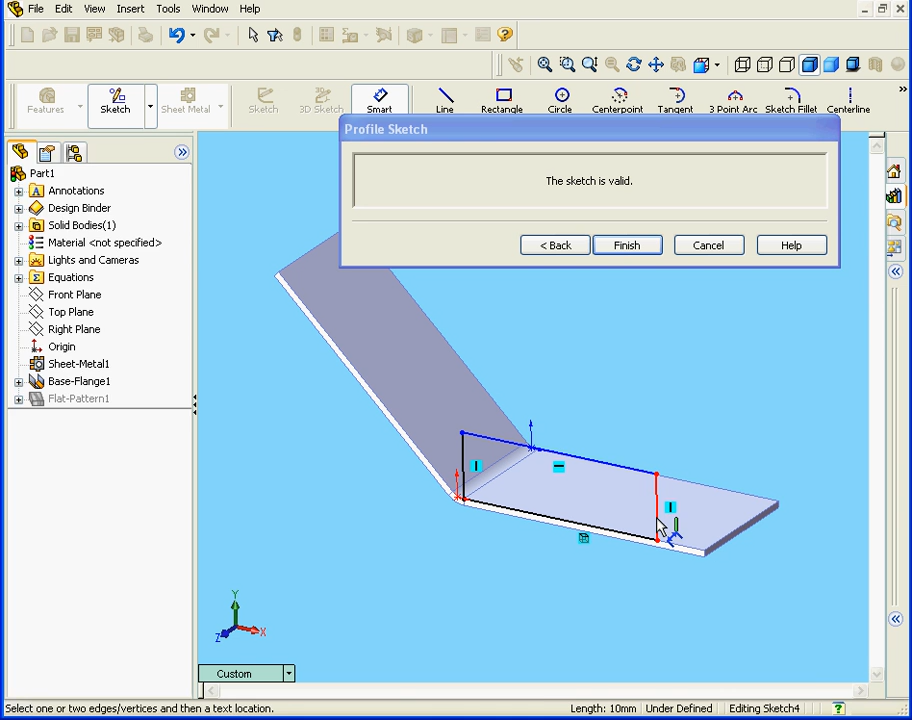 File Edit View Insert Tools Window Help
Features Sketch Sheet Metal Sketch 3D Sketch Smart Line Rectangle Circle Centerpoint Tangent 3 Point Arc Sketch Fillet Centerline
Profile Sketch
The sketch is valid.
< Back Finish Cancel Help
Part1
Annotations
Design Binder
Solid Bodies(1)
Material <not specified>
Lights and Cameras
Equations
Front Plane
Top Plane
Right Plane
Origin
Sheet-Metal1
Base-Flange1
Flat-Pattern1
Y
Z X
Custom
Select one or two edges/vertices and then a text location. Length: 10mm Under Defined Editing Sketch4